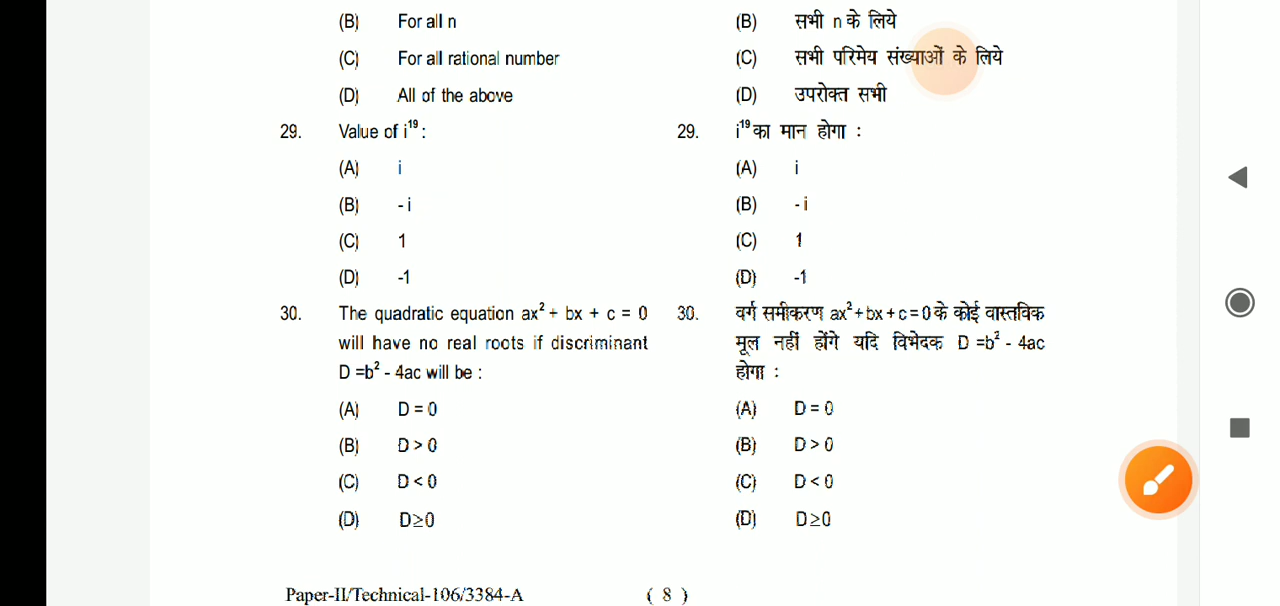 (B) For all n
(C) For all rational number
(D) All of the above
29. Value of i¹⁹ :
(A) i
(B) - i
(C) 1
(D) -1
30. The quadratic equation ax² + bx + c = 0
will have no real roots if discriminant
D =b² - 4ac will be :
(A) D = 0
(B) D > 0
(C) D < 0
(D) D≥0
(B) सभी n के लिये
(C) सभी परिमेय संख्याओं के लिये
(D) उपरोक्त सभी
29. i¹⁹ का मान होगा :
(A) i
(B) - i
(C) 1
(D) -1
30. वर्ग समीकरण ax²+bx+c=0 के कोई वास्तविक
मूल नहीं होंगे यदि विभेदक D =b² - 4ac
होगा :
(A) D = 0
(B) D > 0
(C) D < 0
(D) D≥0
Paper-II/Technical-106/3384-A ( 8 )